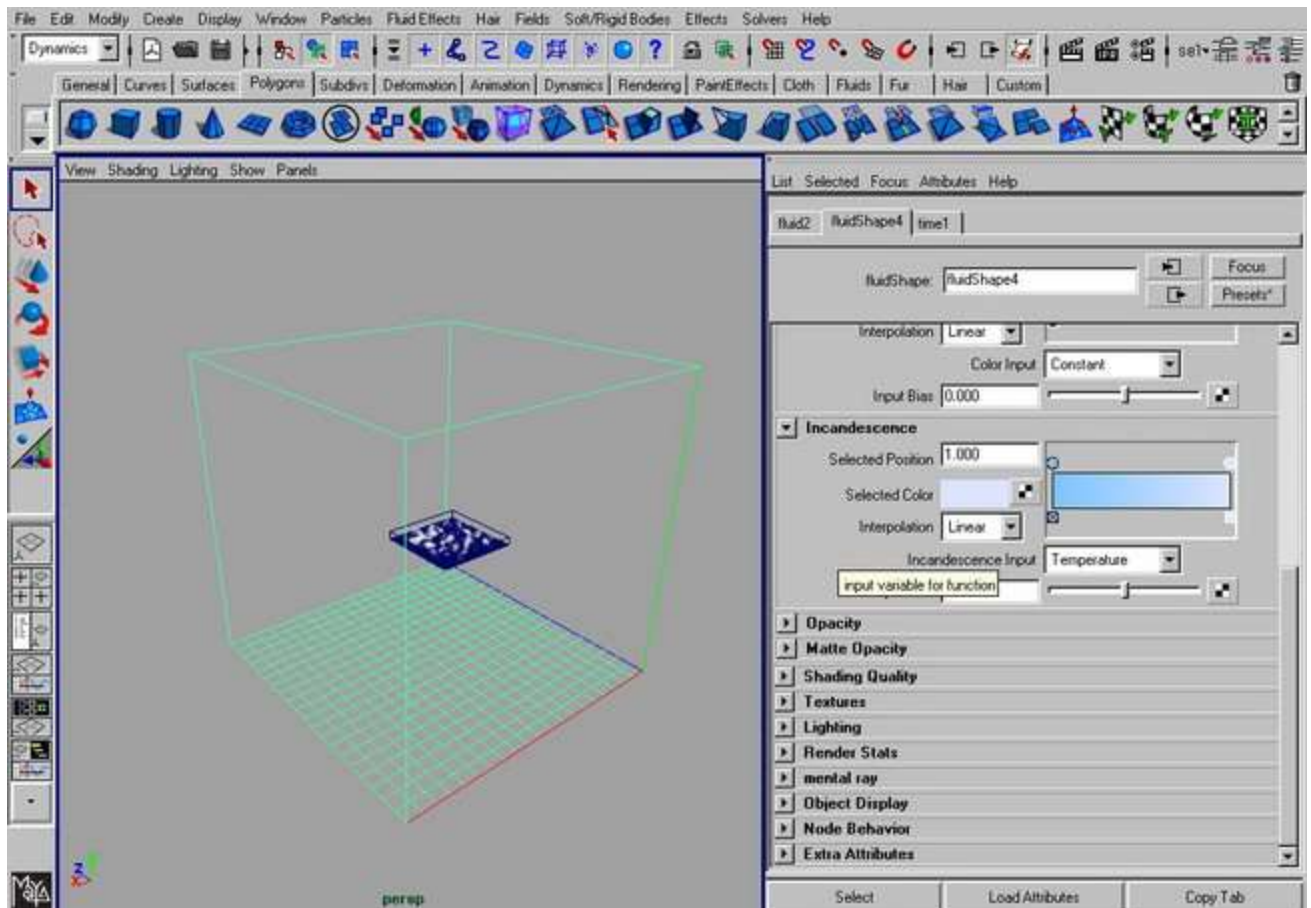 File Edit Modify Create Display Window Particles Fluid Effects Hair Fields Soft/Rigid Bodies Effects Solvers Help
Dynamics sel
General Curves Surfaces Polygons Subdivs Deformation Animation Dynamics Rendering PaintEffects Cloth Fluids Fur Hair Custom
View Shading Lighting Show Panels
List Selected Focus Attributes Help
fluid2 fluidShape4 time1
fluidShape: fluidShape4 Focus
Presets*
Interpolation Linear
Color Input Constant
Input Bias 0.000
Incandescence
Selected Position 1.000
Selected Color
Interpolation Linear
Incandescence Input Temperature
input variable for function
Opacity
Matte Opacity
Shading Quality
Textures
Lighting
Render Stats
mental ray
Object Display
Node Behavior
Extra Attributes
z
x
persp
Maya
Select Load Attributes Copy Tab